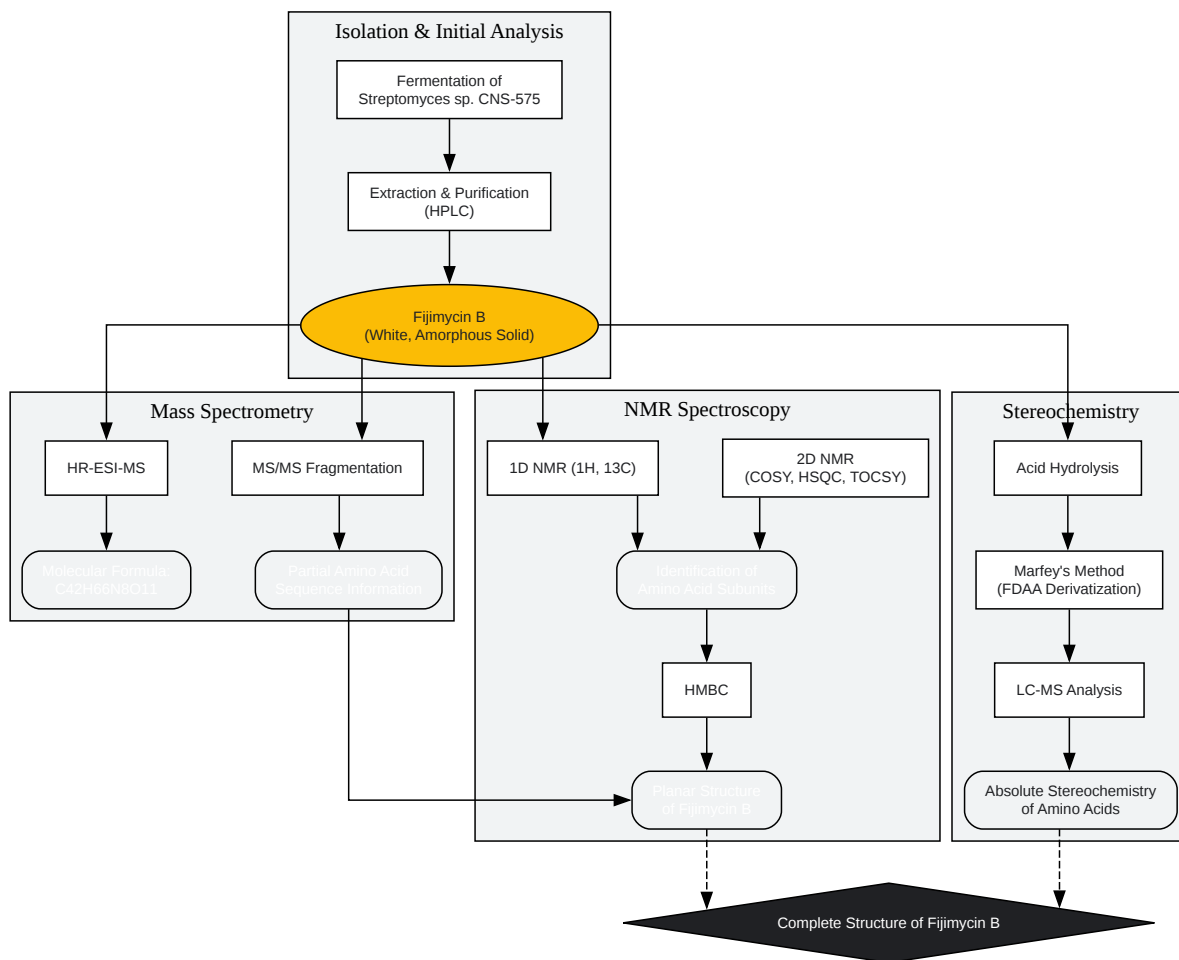 Isolation & Initial Analysis
Fermentation of
Streptomyces sp. CNS-575
Extraction & Purification
(HPLC)
Fijimycin B
(White, Amorphous Solid)
Mass Spectrometry
HR-ESI-MS
MS/MS Fragmentation
Molecular Formula:
C42H66N8O11
Partial Amino Acid
Sequence Information
NMR Spectroscopy
1D NMR (1H, 13C)
2D NMR
(COSY, HSQC, TOCSY)
Identification of
Amino Acid Subunits
HMBC
Planar Structure
of Fijimycin B
Stereochemistry
Acid Hydrolysis
Marfey's Method
(FDAA Derivatization)
LC-MS Analysis
Absolute Stereochemistry
of Amino Acids
Complete Structure of Fijimycin B